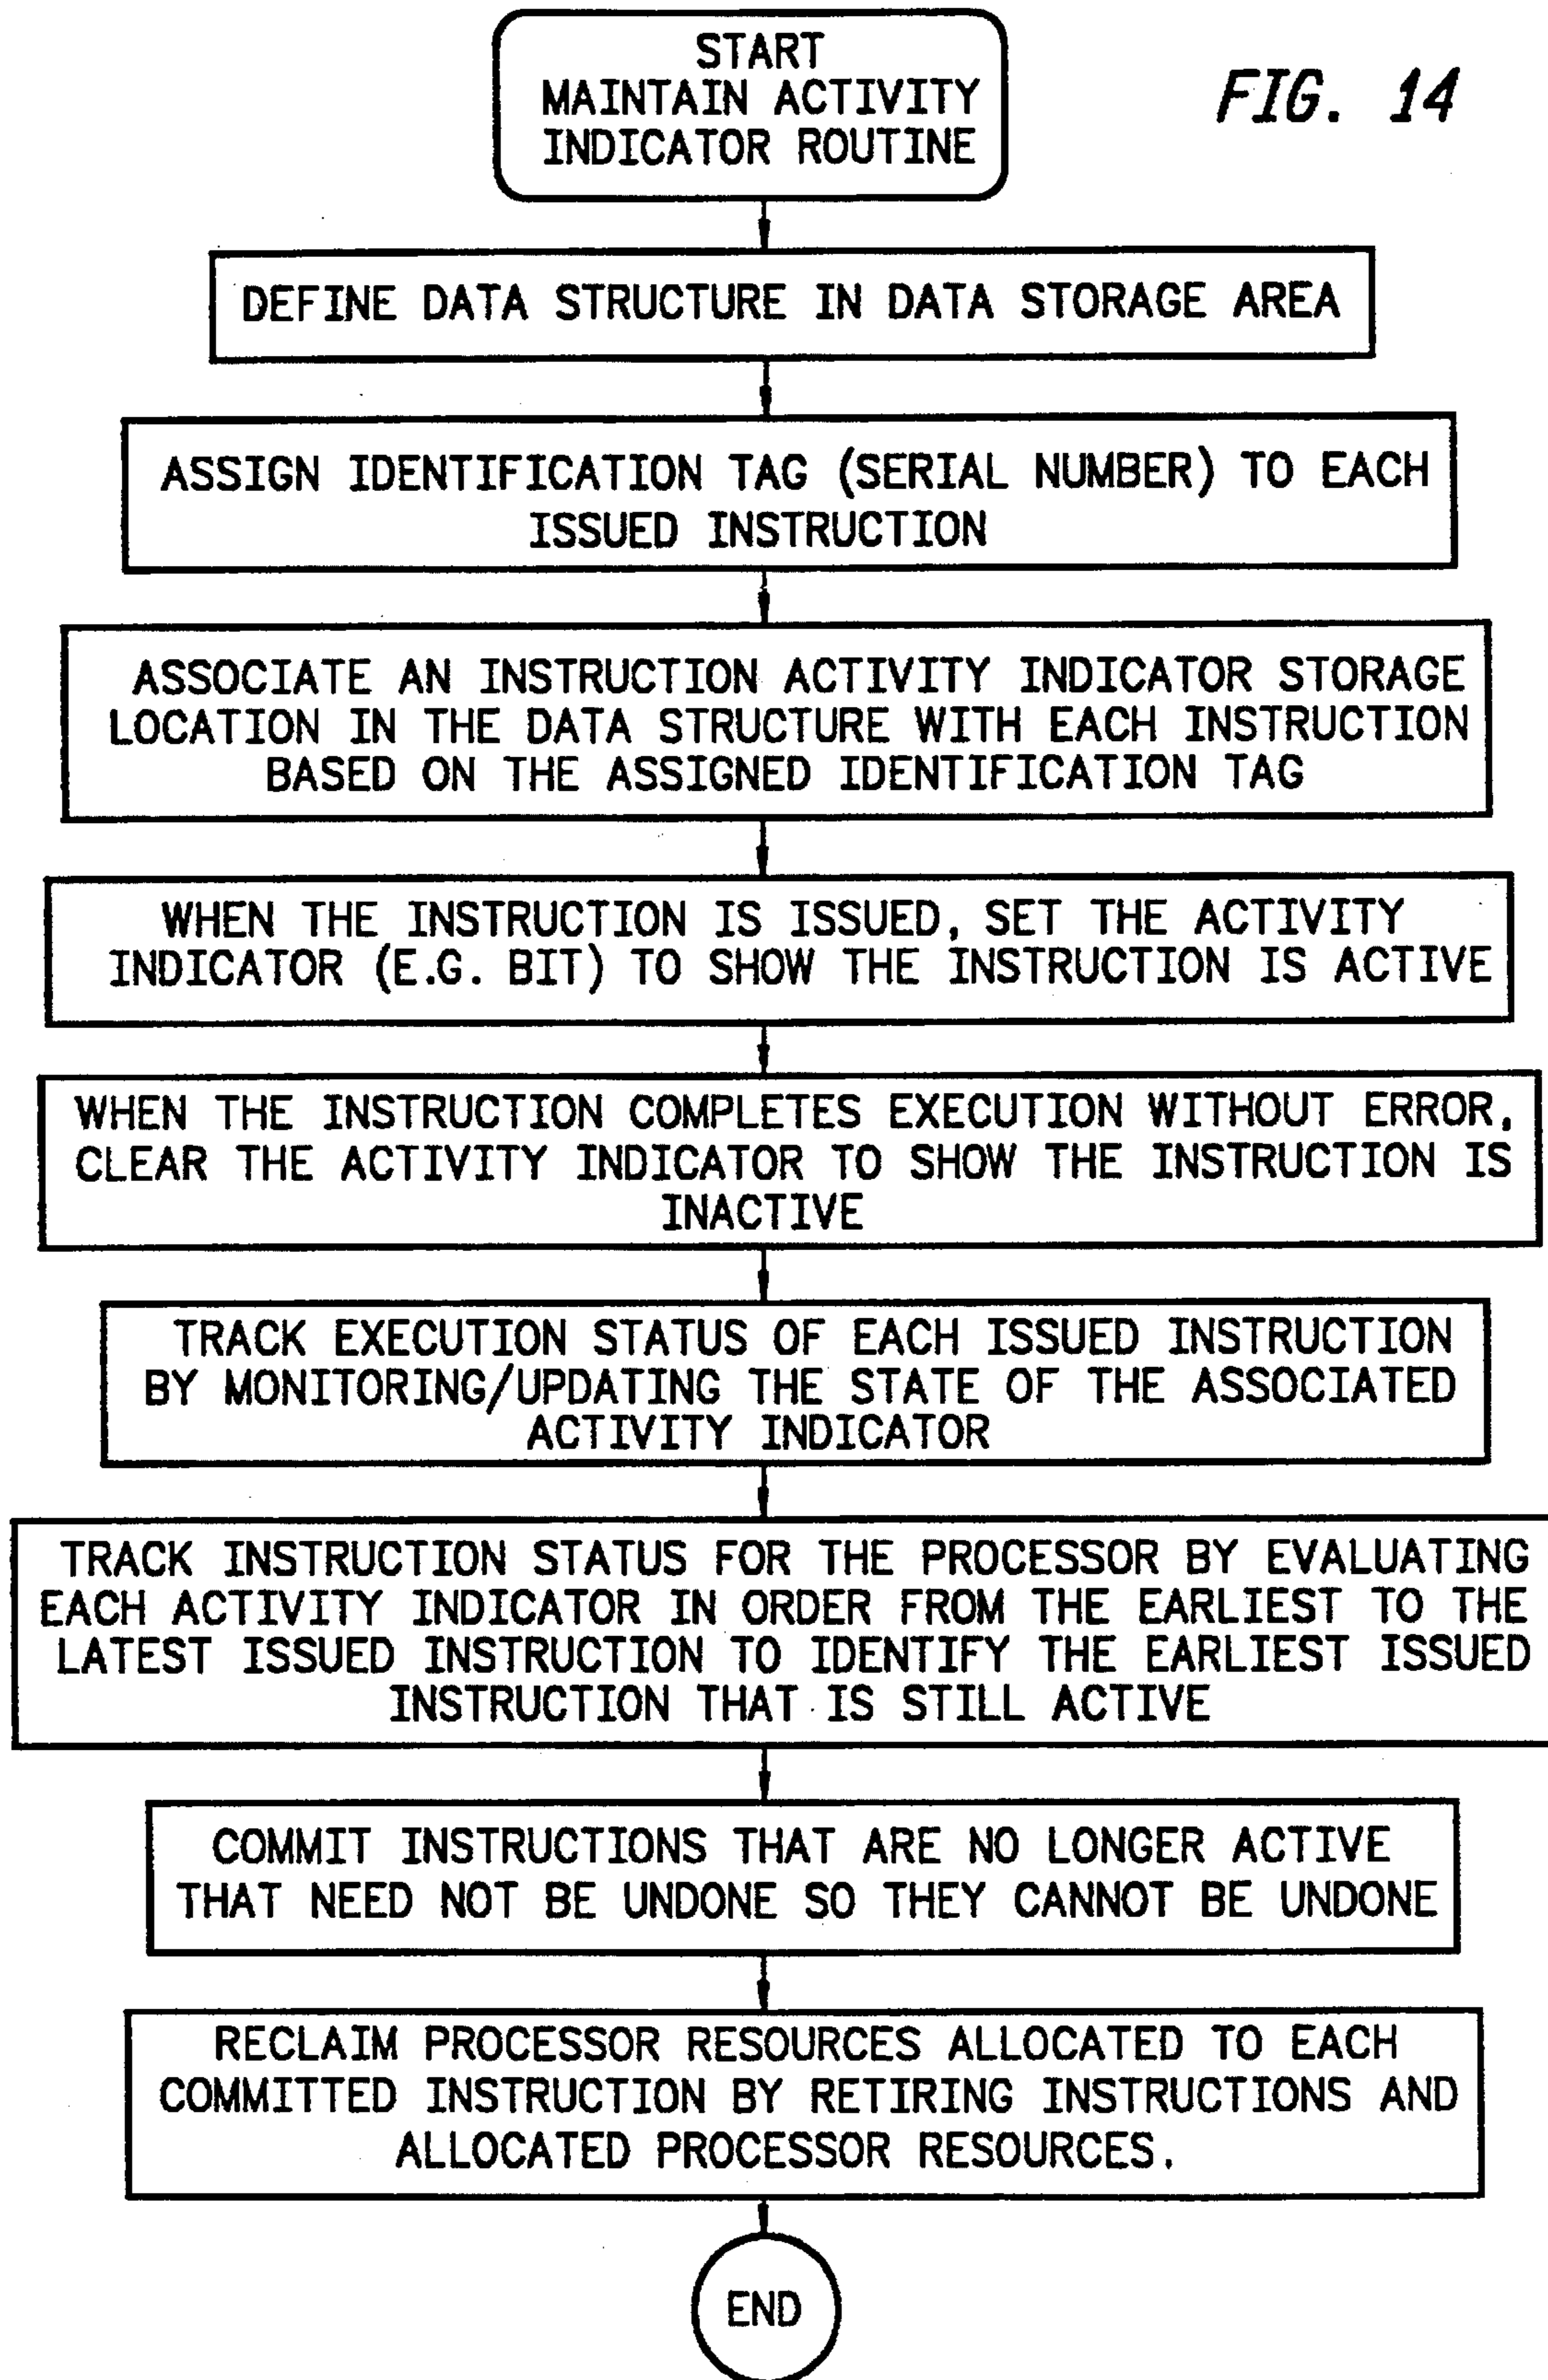 START
MAINTAIN ACTIVITY
INDICATOR ROUTINE
FIG. 14
DEFINE DATA STRUCTURE IN DATA STORAGE AREA
ASSIGN IDENTIFICATION TAG (SERIAL NUMBER) TO EACH
ISSUED INSTRUCTION
ASSOCIATE AN INSTRUCTION ACTIVITY INDICATOR STORAGE
LOCATION IN THE DATA STRUCTURE WITH EACH INSTRUCTION
BASED ON THE ASSIGNED IDENTIFICATION TAG
WHEN THE INSTRUCTION IS ISSUED, SET THE ACTIVITY
INDICATOR (E.G. BIT) TO SHOW THE INSTRUCTION IS ACTIVE
WHEN THE INSTRUCTION COMPLETES EXECUTION WITHOUT ERROR,
CLEAR THE ACTIVITY INDICATOR TO SHOW THE INSTRUCTION IS
INACTIVE
TRACK EXECUTION STATUS OF EACH ISSUED INSTRUCTION
BY MONITORING/UPDATING THE STATE OF THE ASSOCIATED
ACTIVITY INDICATOR
TRACK INSTRUCTION STATUS FOR THE PROCESSOR BY EVALUATING
EACH ACTIVITY INDICATOR IN ORDER FROM THE EARLIEST TO THE
LATEST ISSUED INSTRUCTION TO IDENTIFY THE EARLIEST ISSUED
INSTRUCTION THAT IS STILL ACTIVE
COMMIT INSTRUCTIONS THAT ARE NO LONGER ACTIVE
THAT NEED NOT BE UNDONE SO THEY CANNOT BE UNDONE
RECLAIM PROCESSOR RESOURCES ALLOCATED TO EACH
COMMITTED INSTRUCTION BY RETIRING INSTRUCTIONS AND
ALLOCATED PROCESSOR RESOURCES.
END